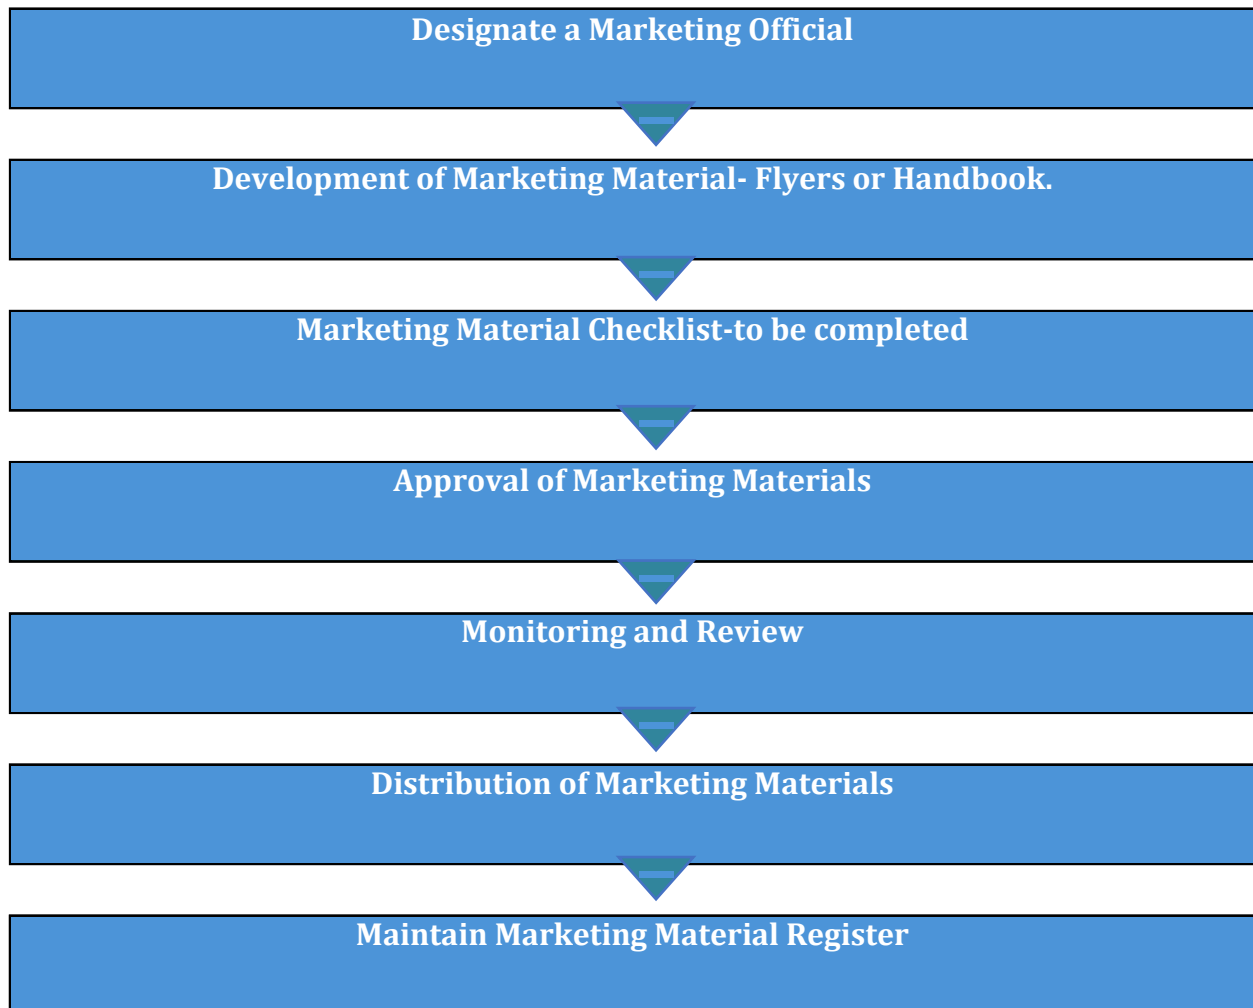 Designate a Marketing Official
Development of Marketing Material- Flyers or Handbook.
Marketing Material Checklist-to be completed
Approval of Marketing Materials
Monitoring and Review
Distribution of Marketing Materials
Maintain Marketing Material Register